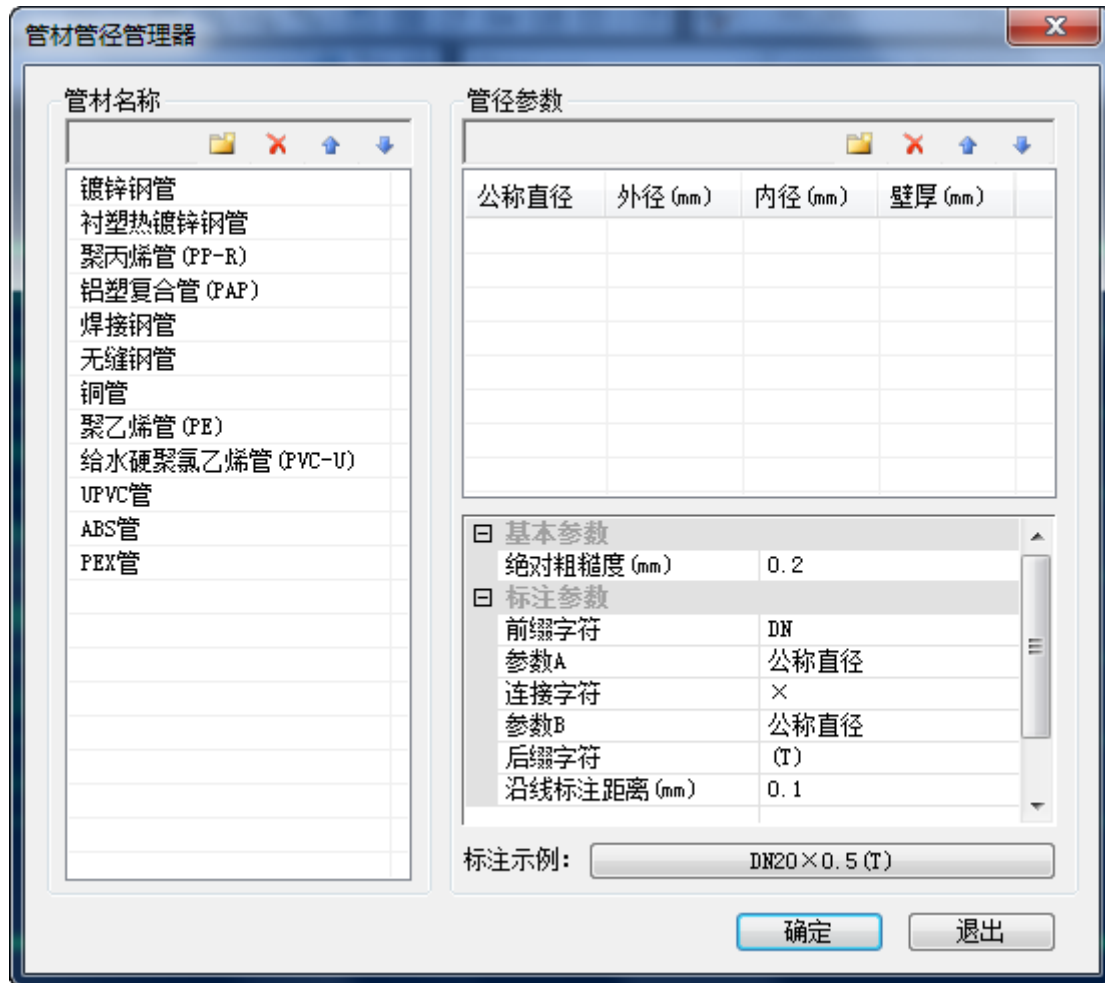 管材管径管理器
管材名称
镀锌钢管
衬塑热镀锌钢管
聚丙烯管(PP-R)
铝塑复合管(PAP)
焊接钢管
无缝钢管
铜管
聚乙烯管(PE)
给水硬聚氯乙烯管(PVC-U)
UPVC管
ABS管
PEX管
管径参数
公称直径 外径(mm) 内径(mm) 壁厚(mm)
基本参数
绝对粗糙度(mm) 0.2
标注参数
前缀字符 DN
参数A 公称直径
连接字符 ×
参数B 公称直径
后缀字符 (T)
沿线标注距离(mm) 0.1
标注示例: DN20×0.5(T)
确定 退出